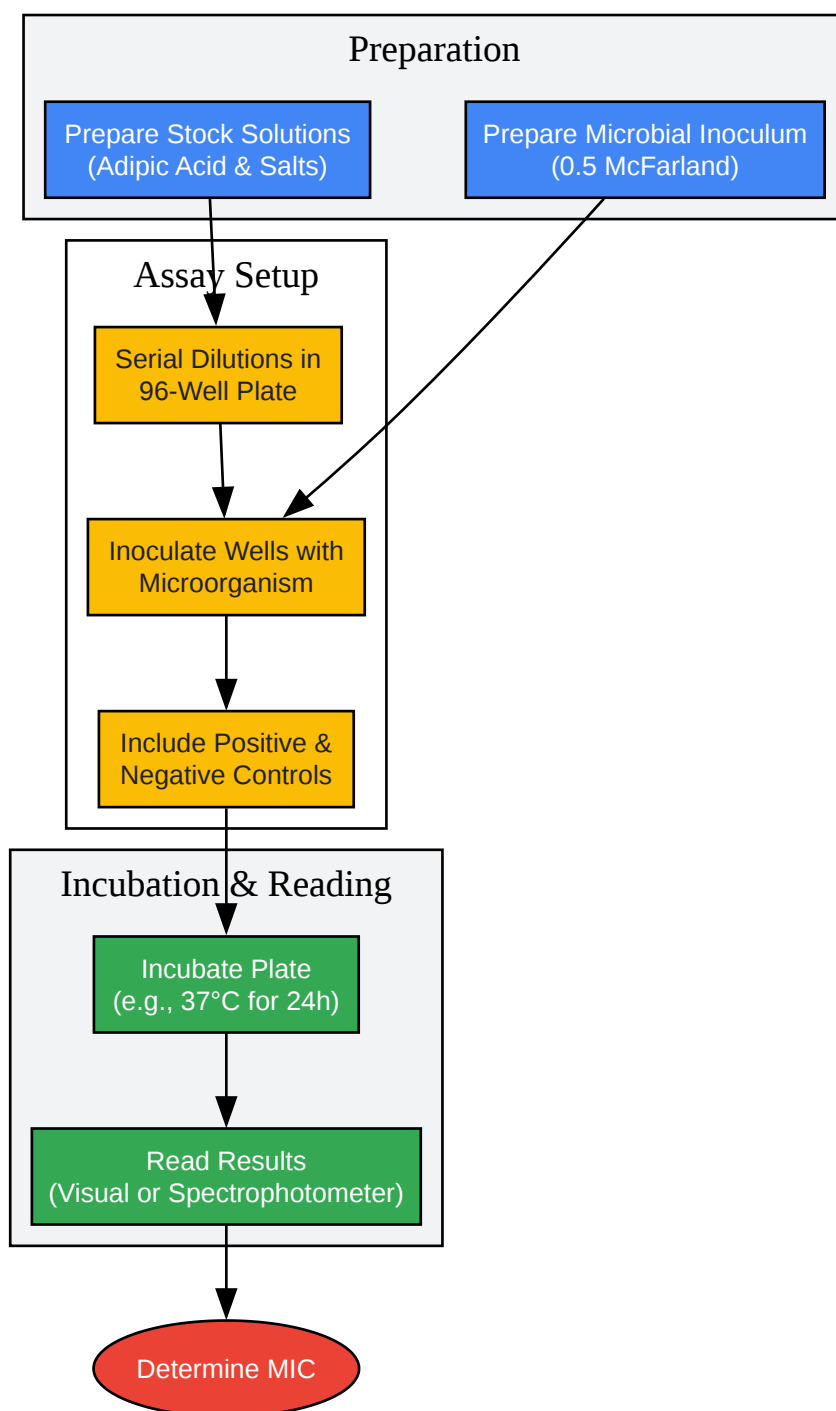 Preparation
Prepare Stock Solutions
(Adipic Acid & Salts)
Prepare Microbial Inoculum
(0.5 McFarland)
Assay Setup
Serial Dilutions in
96-Well Plate
Inoculate Wells with
Microorganism
Include Positive &
Negative Controls
Incubation & Reading
Incubate Plate
(e.g., 37°C for 24h)
Read Results
(Visual or Spectrophotometer)
Determine MIC